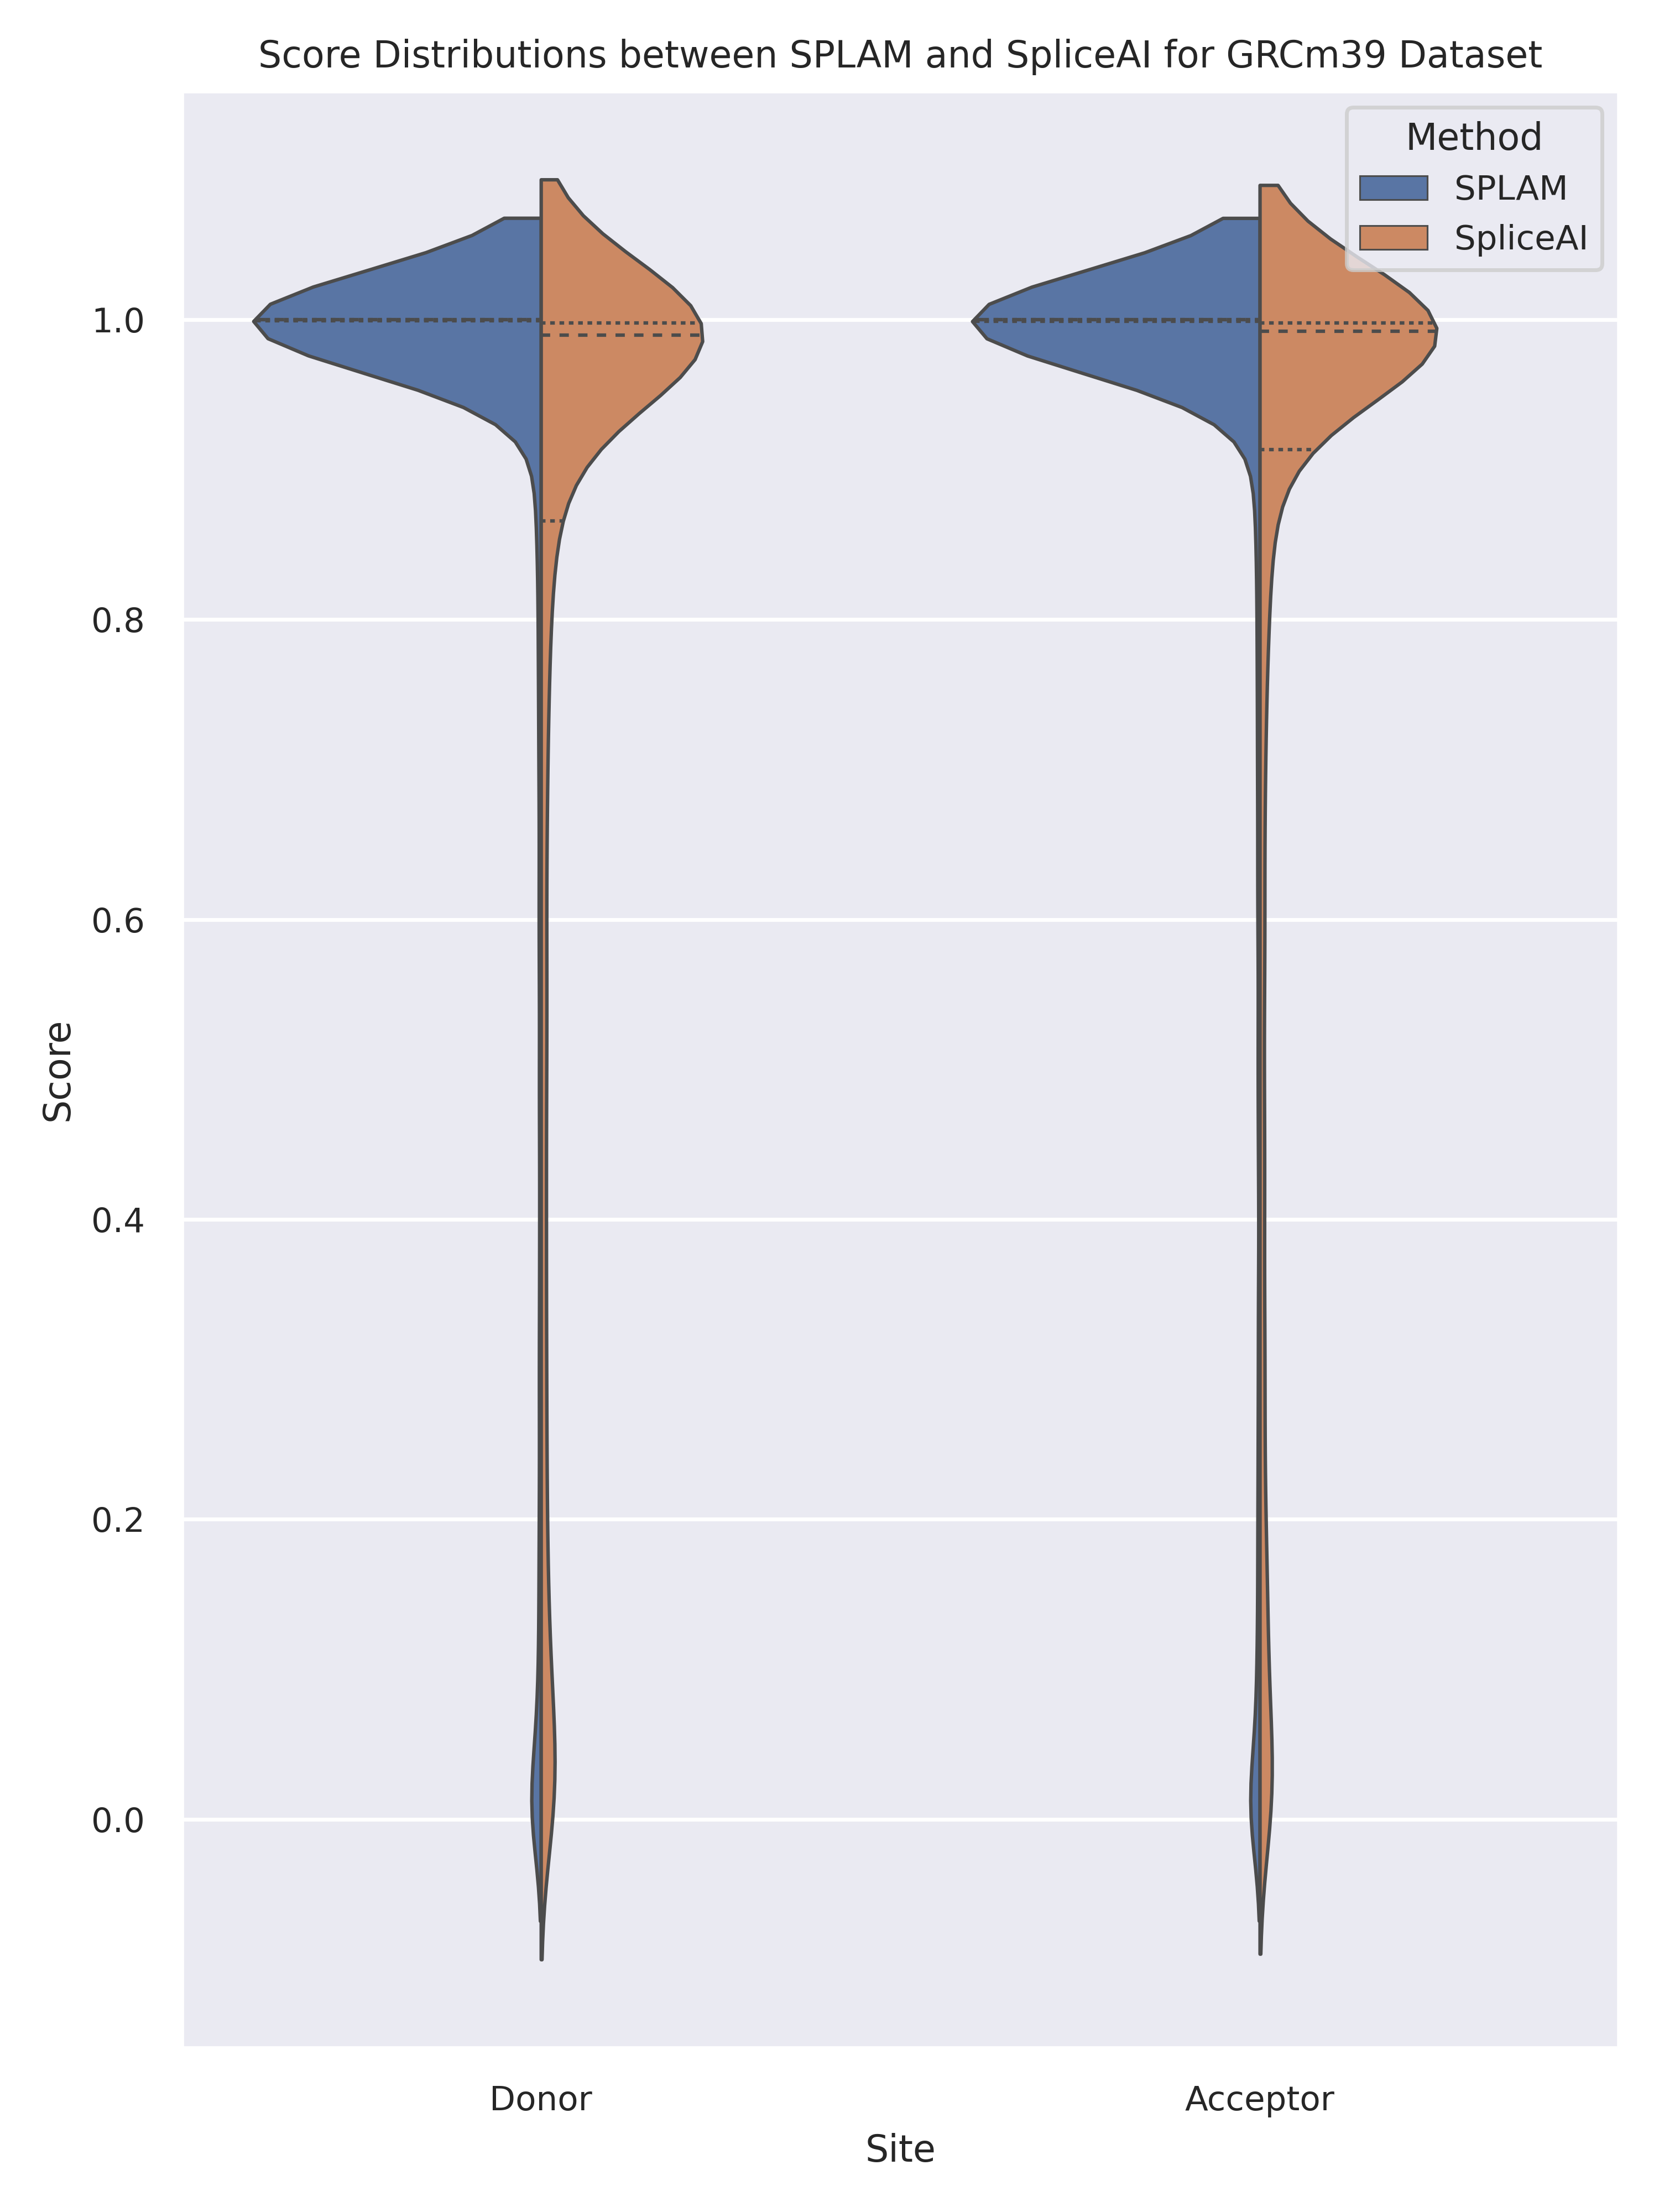 Score Distributions between SPLAM and SpliceAI for GRCm39 Dataset
Method
SPLAM
SpliceAI
1.0
0.8
0.6
0.4
0.2
0.0
Score
Donor
Acceptor
Site